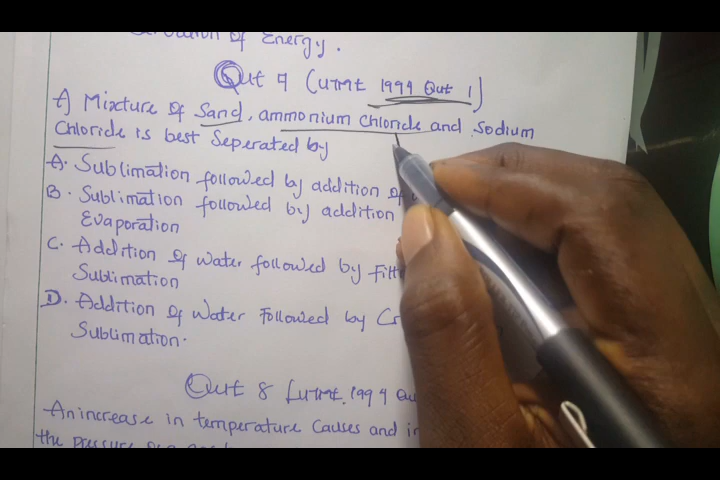 of Energy.
Qut 7 (UTME 1994 Qut 1)
A) Mixture of Sand, ammonium Chloride and Sodium
Chloride is best Seperated by
A. Sublimation followed by addition of
B. Sublimation followed by addition
Evaporation
C. Addition of Water followed by
Sublimation
D. Addition of Water Followed by
Sublimation.
Qut 8 (UTME 1994
An increase in temperature Causes and
the pressure